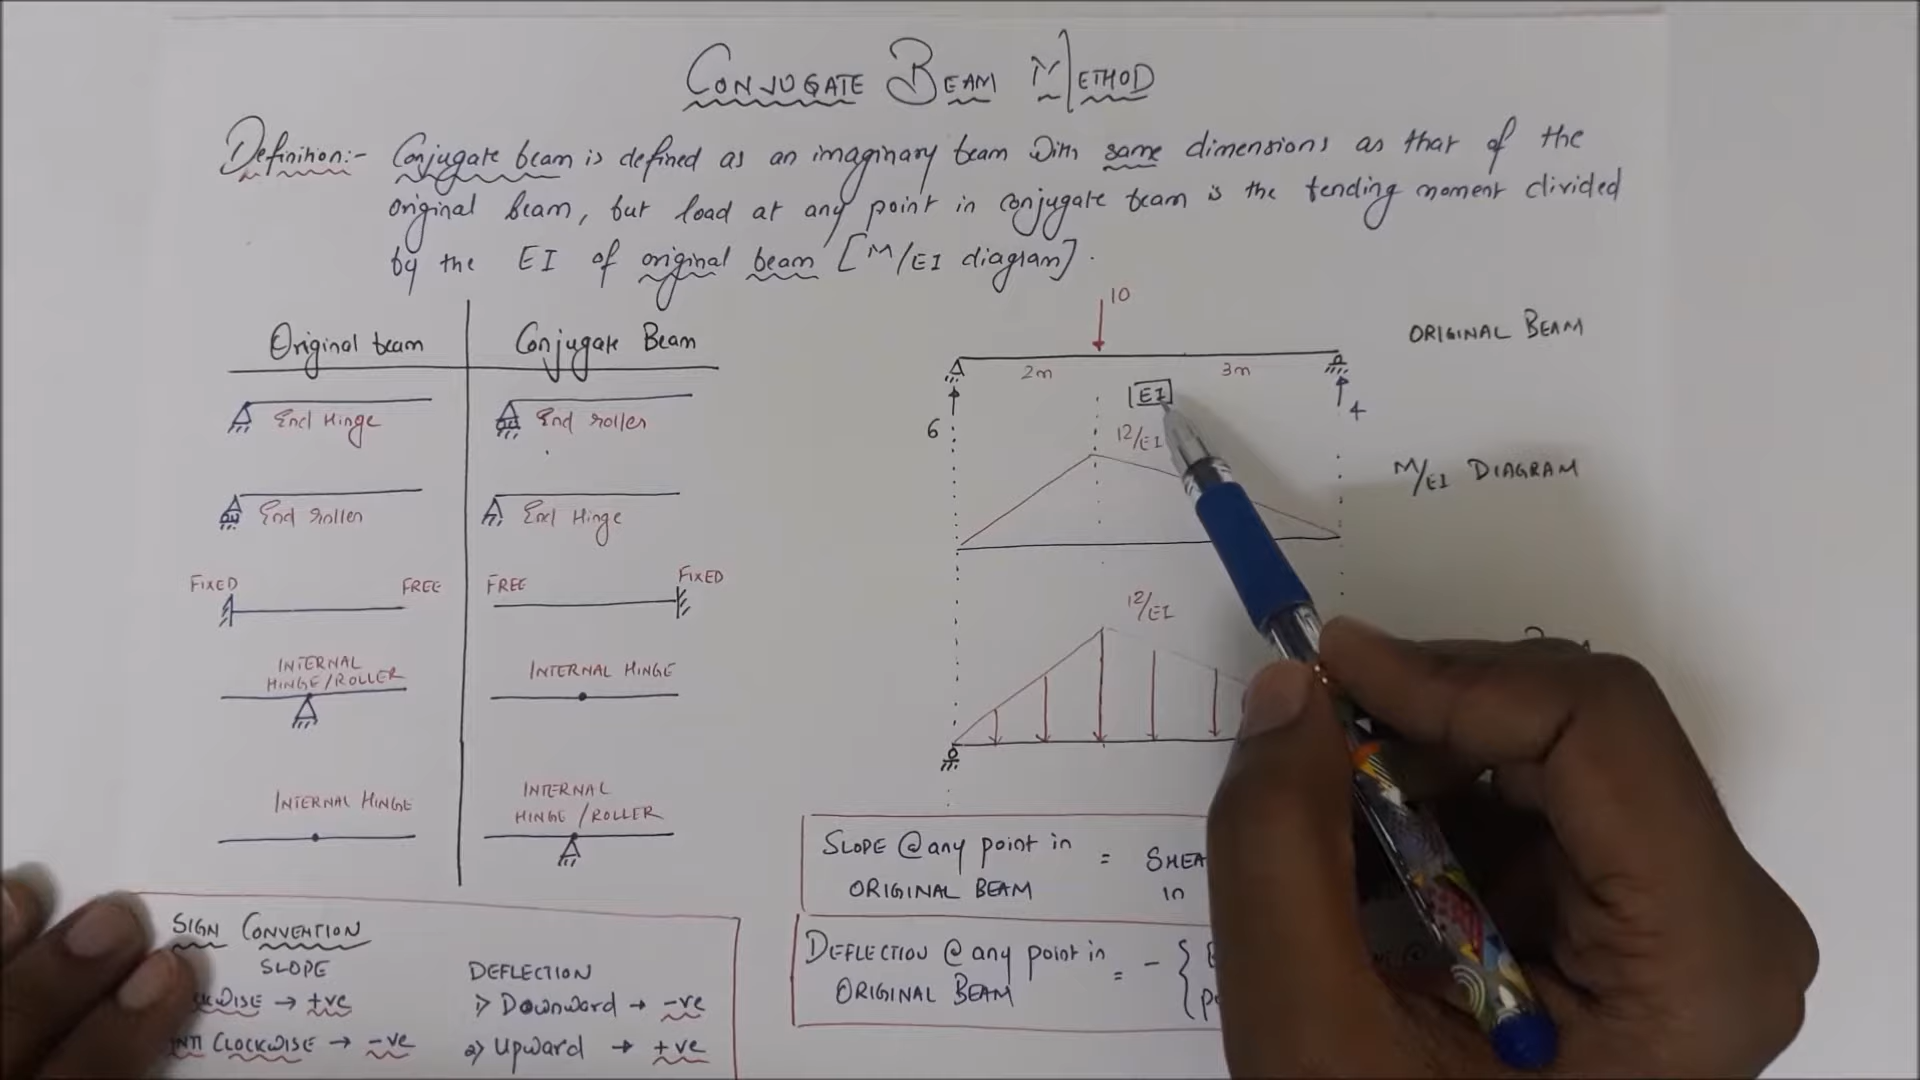 CONJUGATE BEAM METHOD
Definition:- Conjugate beam is defined as an imaginary beam with same dimensions as that of the
original beam, but load at any point in conjugate beam is the bending moment divided
by the EI of original beam [M/EI diagram].
Original beam
Conjugate Beam
End Hinge
End roller
End roller
End Hinge
FIXED
FREE
FREE
FIXED
INTERNAL
HINGE/ROLLER
INTERNAL HINGE
INTERNAL HINGE
INTERNAL
HINGE/ROLLER
SIGN CONVENTION
SLOPE
→ +ve
CLOCKWISE → -ve
DEFLECTION
1) Downward → -ve
2) Upward → +ve
10
2m
3m
EI
6
4
ORIGINAL BEAM
12/EI
M/EI DIAGRAM
12/EI
SLOPE @ any point in
ORIGINAL BEAM
=
in
DEFLECTION @ any point in
ORIGINAL BEAM
= - {